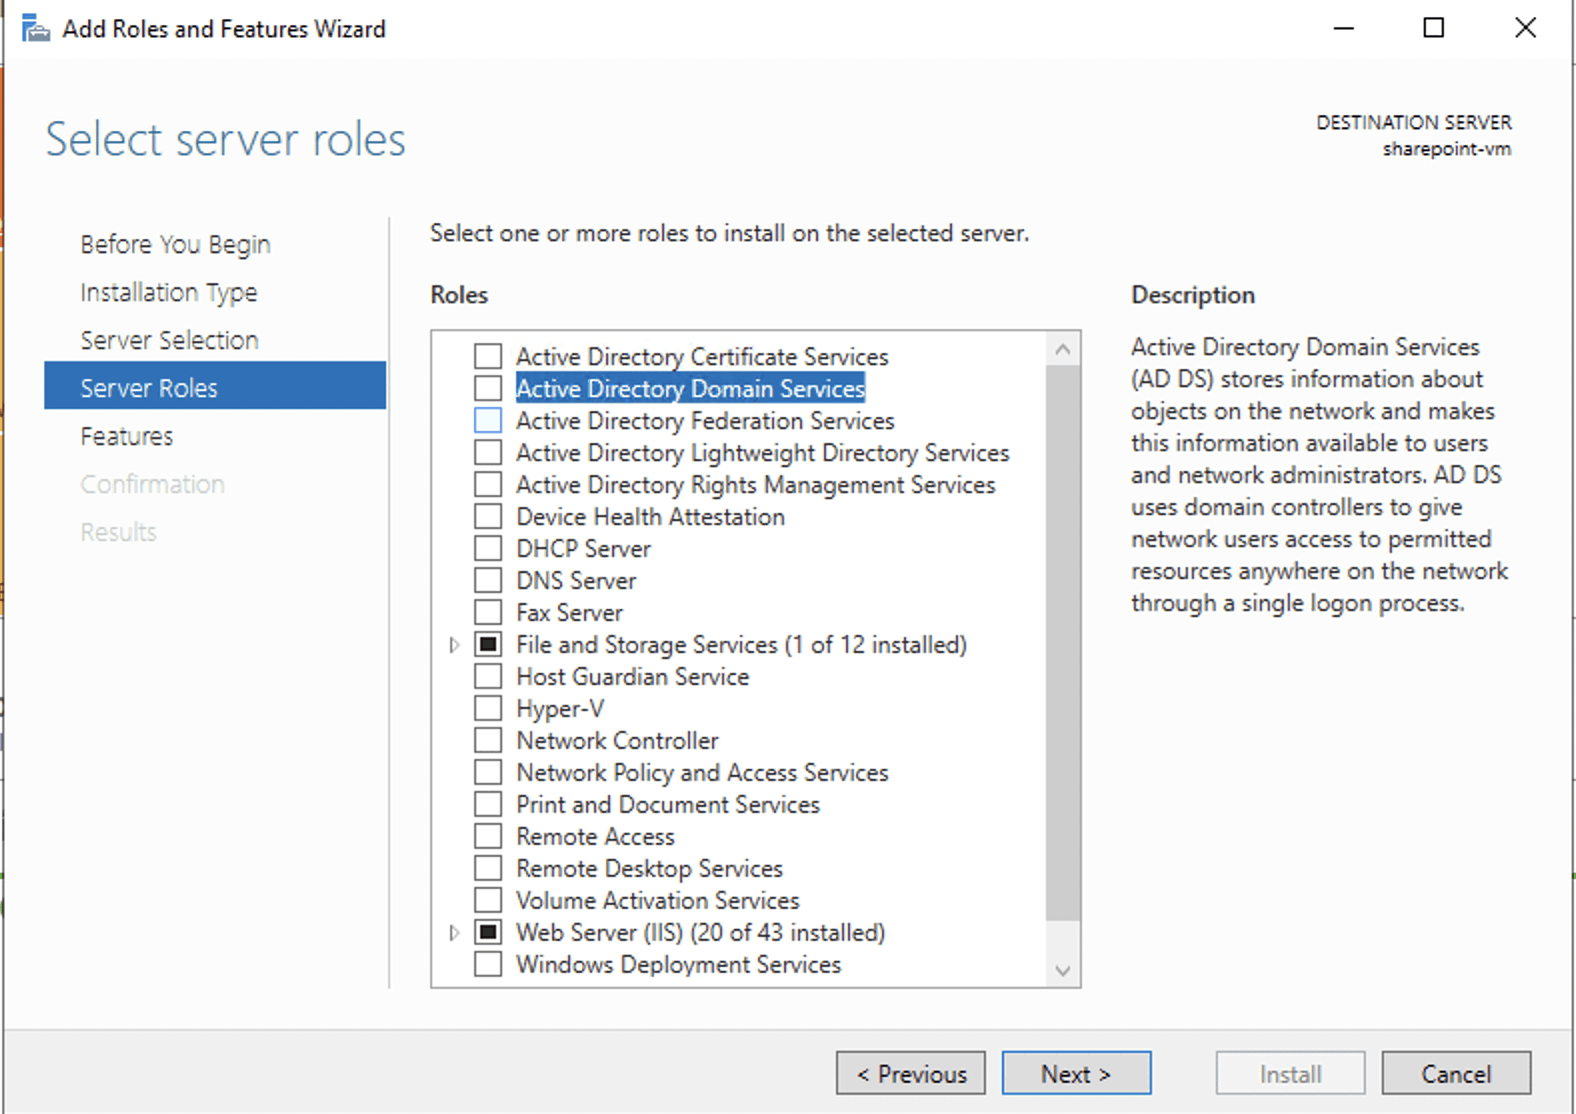 Add Roles and Features Wizard
Select server roles
DESTINATION SERVER
sharepoint-vm
Before You Begin
Installation Type
Server Selection
Server Roles
Features
Confirmation
Results
Select one or more roles to install on the selected server.
Roles
Active Directory Certificate Services
Active Directory Domain Services
Active Directory Federation Services
Active Directory Lightweight Directory Services
Active Directory Rights Management Services
Device Health Attestation
DHCP Server
DNS Server
Fax Server
File and Storage Services (1 of 12 installed)
Host Guardian Service
Hyper-V
Network Controller
Network Policy and Access Services
Print and Document Services
Remote Access
Remote Desktop Services
Volume Activation Services
Web Server (IIS) (20 of 43 installed)
Windows Deployment Services
Description
Active Directory Domain Services
(AD DS) stores information about
objects on the network and makes
this information available to users
and network administrators. AD DS
uses domain controllers to give
network users access to permitted
resources anywhere on the network
through a single logon process.
< Previous
Next >
Install
Cancel